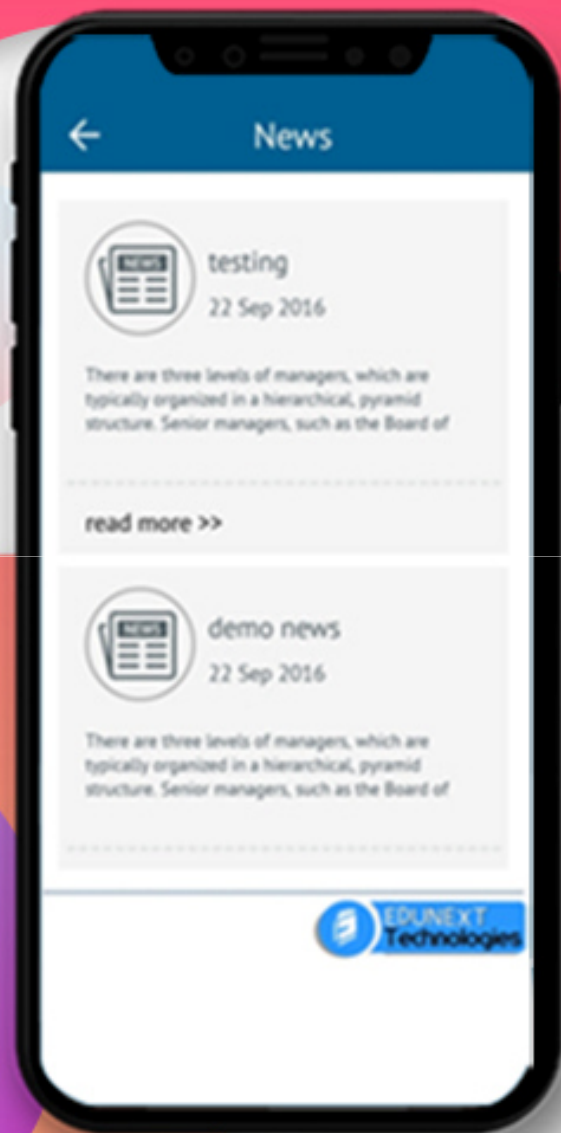 News
NEWS
testing
22 Sep 2016
There are three levels of managers, which are
typically organized in a hierarchical, pyramid
structure. Senior managers, such as the Board of
read more >>
NEWS
demo news
22 Sep 2016
There are three levels of managers, which are
typically organized in a hierarchical, pyramid
structure. Senior managers, such as the Board of
EDUNEXT
Technologies